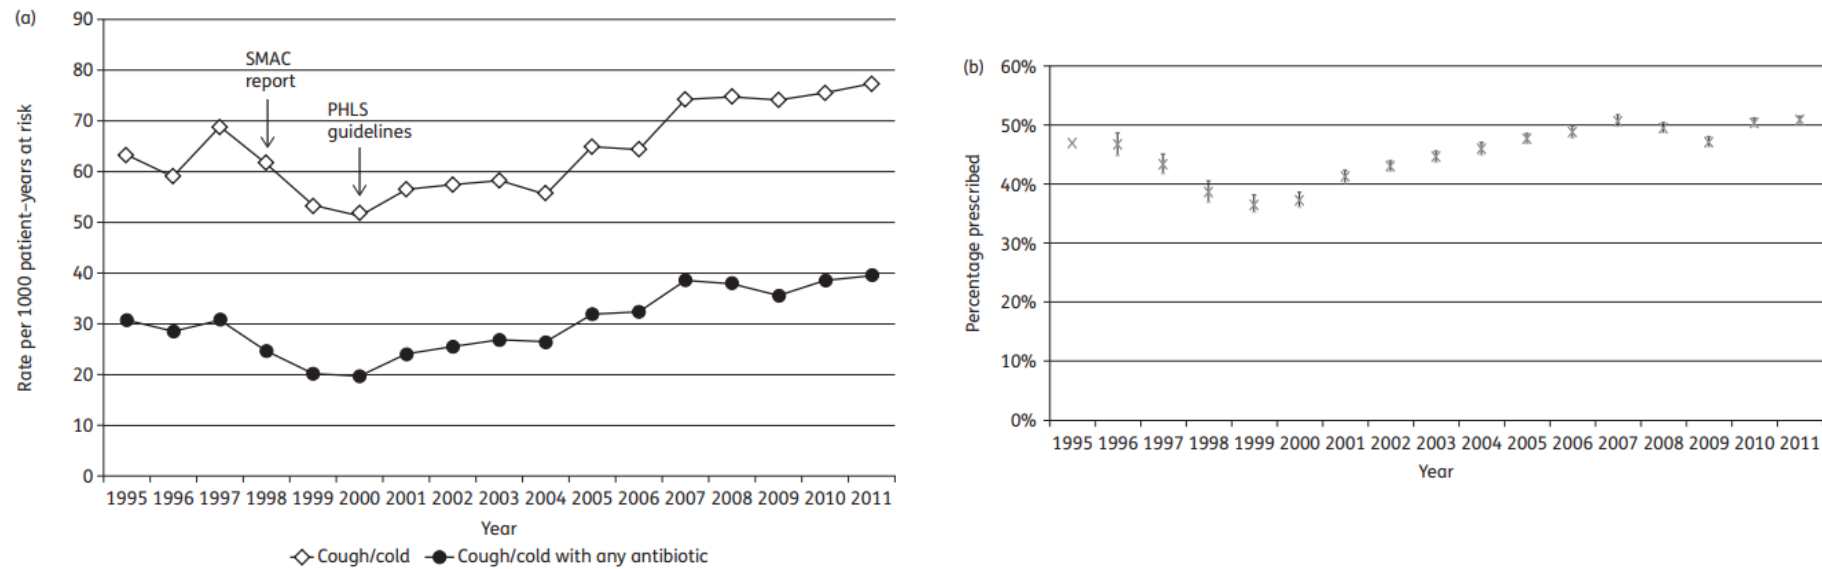 (a)
90
80
70
60
50
40
30
20
10
0
Rate per 1000 patient-years at risk
SMAC
report
PHLS
guidelines
1995 1996 1997 1998 1999 2000 2001 2002 2003 2004 2005 2006 2007 2008 2009 2010 2011
Year
Cough/cold Cough/cold with any antibiotic
(b)
60%
50%
40%
30%
20%
10%
0%
Percentage prescribed
1995 1996 1997 1998 1999 2000 2001 2002 2003 2004 2005 2006 2007 2008 2009 2010 2011
Year